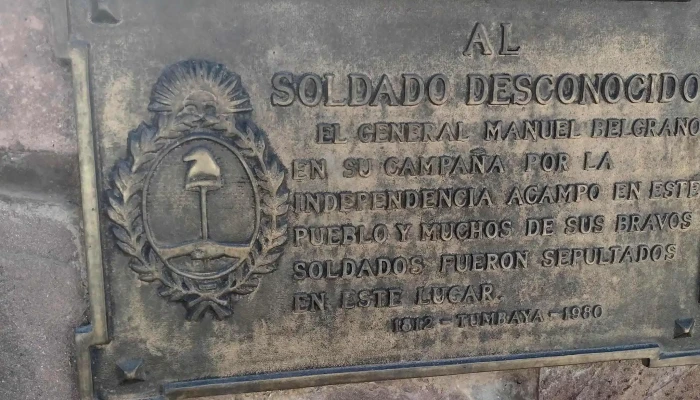 AL
SOLDADO DESCONOCIDO
EL GENERAL MANUEL BELGRANO
EN SU CAMPAÑA POR LA
INDEPENDENCIA ACAMPO EN ESTE
PUEBLO Y MUCHOS DE SUS BRAVOS
SOLDADOS FUERON SEPULTADOS
EN ESTE LUGAR.
1812 - TUMBAYA - 1980